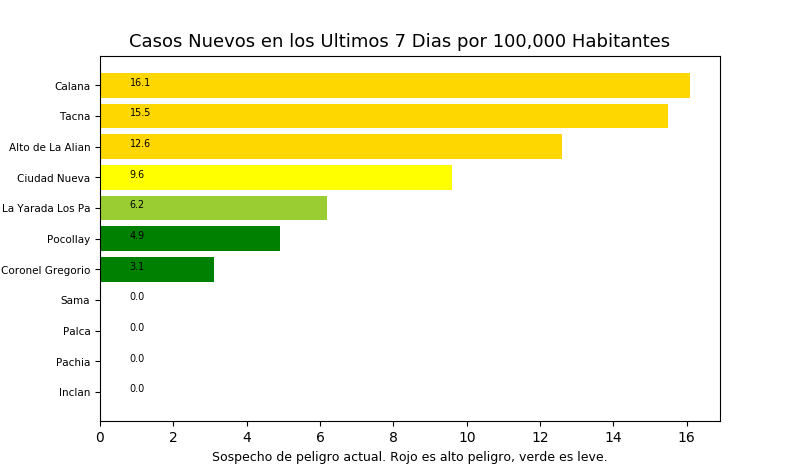 Casos Nuevos en los Ultimos 7 Dias por 100,000 Habitantes
Calana 16.1
Tacna 15.5
Alto de La Alian 12.6
Ciudad Nueva 9.6
La Yarada Los Pa 6.2
Pocollay 4.9
Coronel Gregorio 3.1
Sama 0.0
Palca 0.0
Pachia 0.0
Inclan 0.0
0 2 4 6 8 10 12 14 16
Sospecho de peligro actual. Rojo es alto peligro, verde es leve.